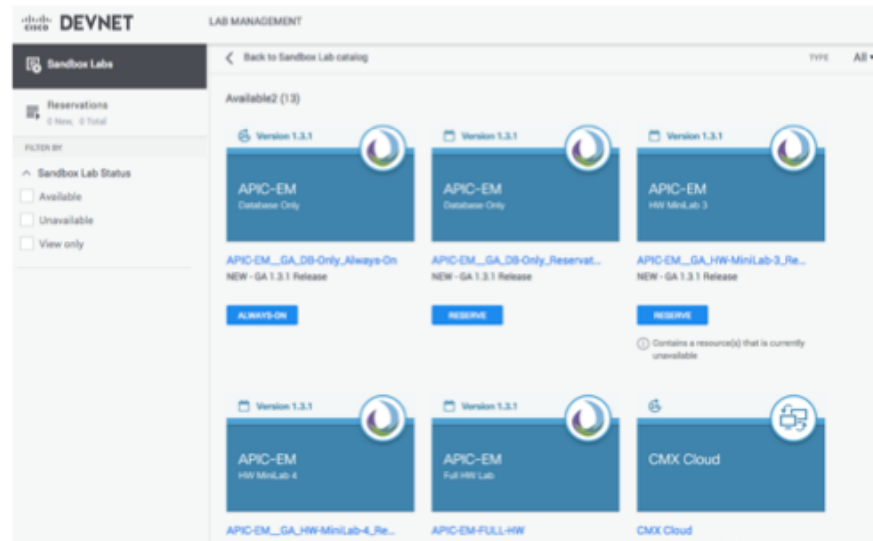 cisco DEVNET
LAB MANAGEMENT
Sandbox Labs
Back to Sandbox Lab catalog
TYPE
All
Reservations
0 New, 0 Total
FILTER BY:
Sandbox Lab Status
Available
Unavailable
View only
Available2 (13)
Version 1.3.1
APIC-EM
Database Only
APIC-EM__GA_DB-Only_Always-On
NEW - GA 1.3.1 Release
ALWAYS-ON
Version 1.3.1
APIC-EM
Database Only
APIC-EM__GA_DB-Only_Reservat...
NEW - GA 1.3.1 Release
RESERVE
Version 1.3.1
APIC-EM
HW MiniLab 3
APIC-EM__GA_HW-MiniLab-3_Re...
NEW - GA 1.3.1 Release
RESERVE
Contains a resource(s) that is currently
unavailable
Version 1.3.1
APIC-EM
HW MiniLab 4
APIC-EM__GA_HW-MiniLab-4_Re...
Version 1.3.1
APIC-EM
Full HW Lab
APIC-EM-FULL-HW
CMX Cloud
CMX Cloud